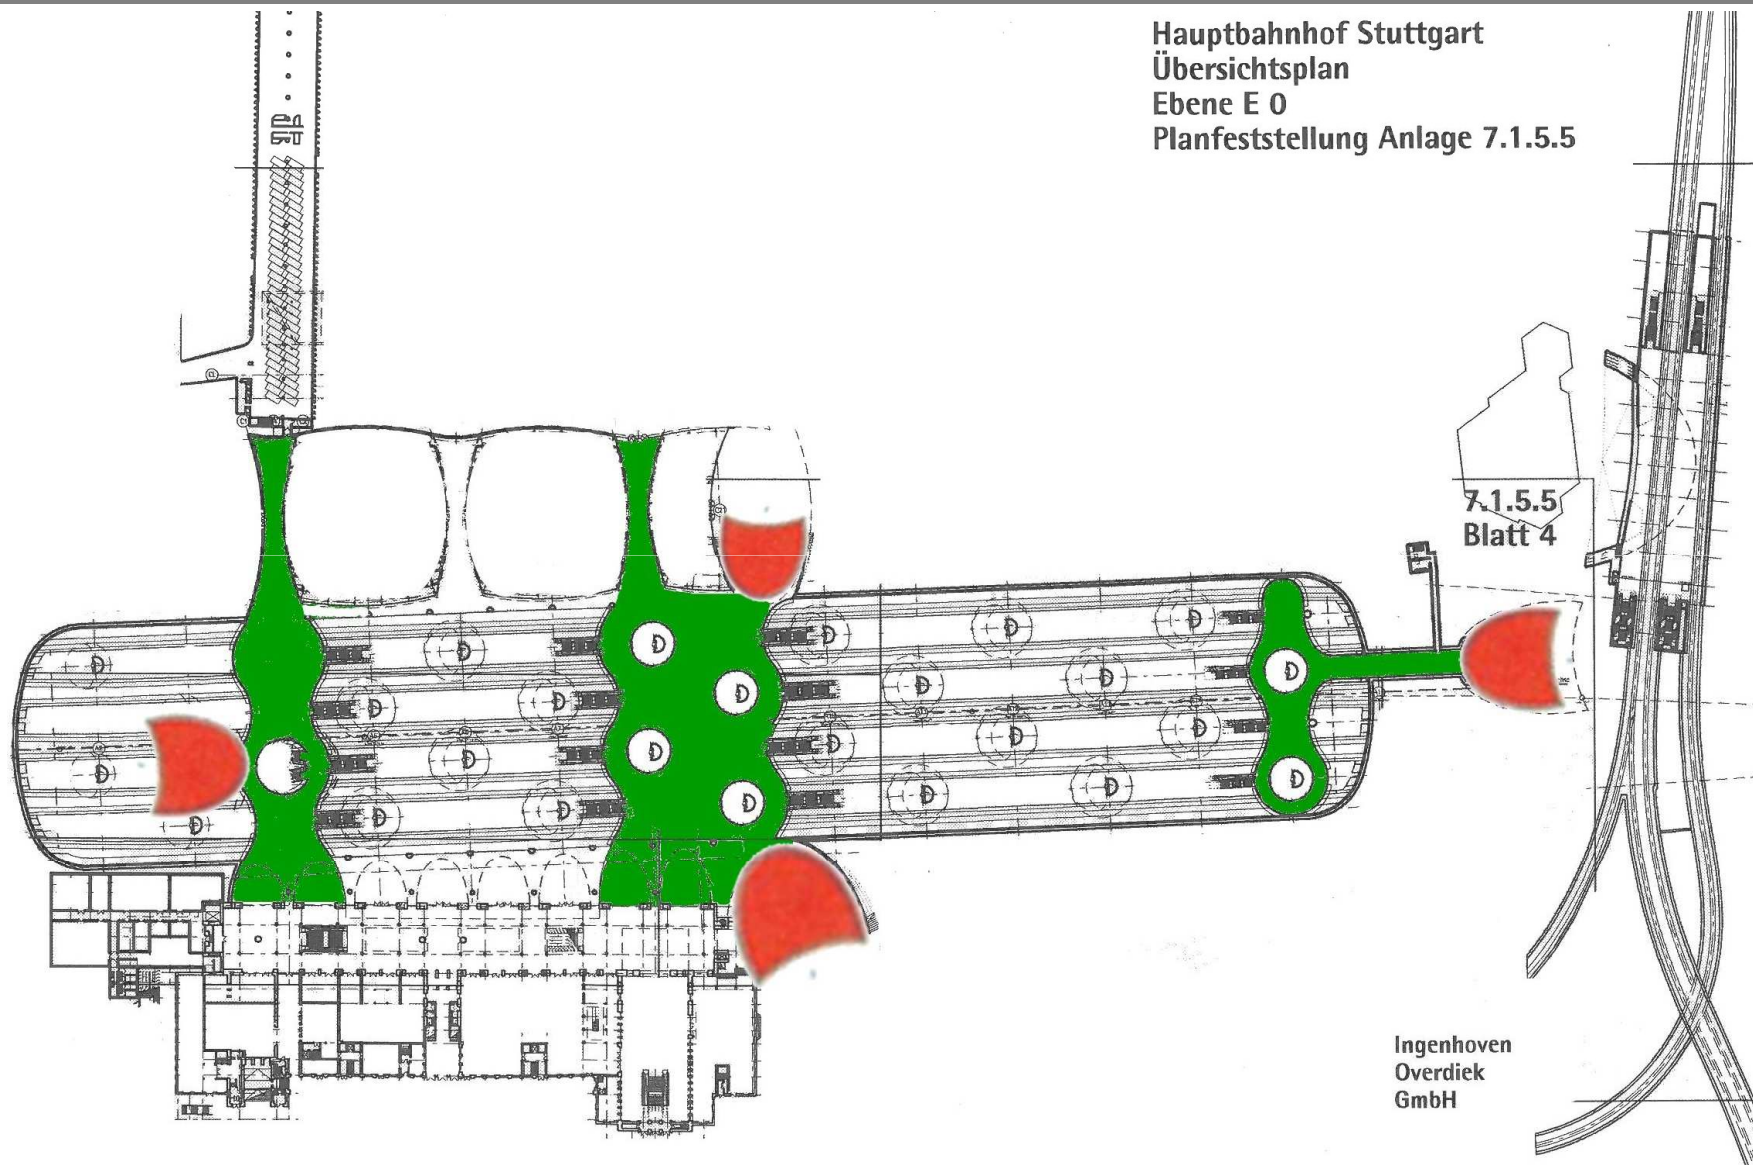 Hauptbahnhof Stuttgart
Übersichtsplan
Ebene E 0
Planfeststellung Anlage 7.1.5.5
7.1.5.5
Blatt 4
Ingenhoven
Overdiek
GmbH